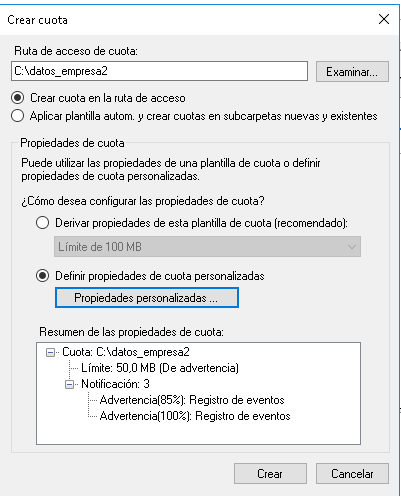 Crear cuota
Ruta de acceso de cuota:
C:\datos_empresa2
Examinar...
Crear cuota en la ruta de acceso
Aplicar plantilla autom. y crear cuotas en subcarpetas nuevas y existentes
Propiedades de cuota
Puede utilizar las propiedades de una plantilla de cuota o definir
propiedades de cuota personalizadas.
¿Cómo desea configurar las propiedades de cuota?
Derivar propiedades de esta plantilla de cuota (recomendado):
Límite de 100 MB
Definir propiedades de cuota personalizadas
Propiedades personalizadas ...
Resumen de las propiedades de cuota:
Cuota: C:\datos_empresa2
Límite: 50,0 MB (De advertencia)
Notificación: 3
Advertencia(85%): Registro de eventos
Advertencia(100%): Registro de eventos
Crear
Cancelar